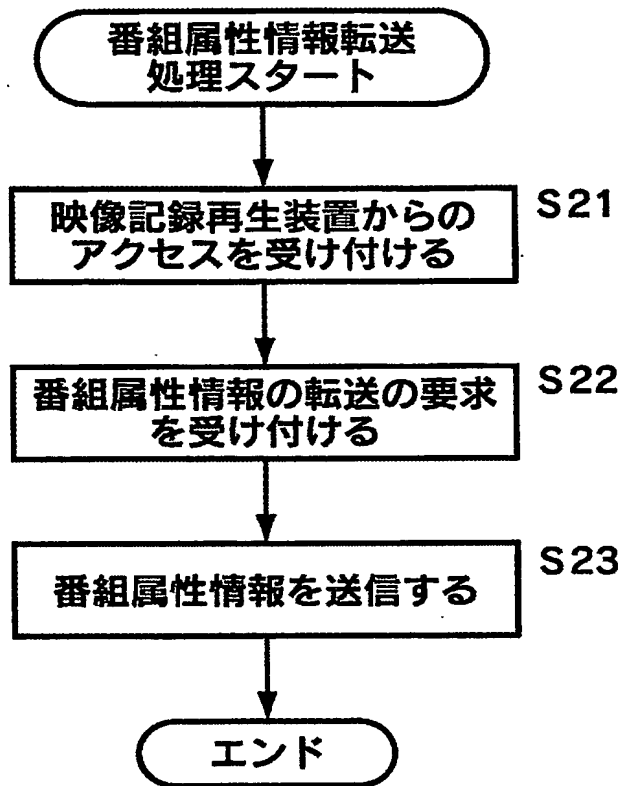 番組属性情報転送
処理スタート
映像記録再生装置からの
アクセスを受け付ける
S21
番組属性情報の転送の要求
を受け付ける
S22
番組属性情報を送信する
S23
エンド